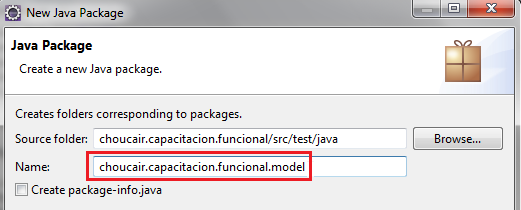 New Java Package
Java Package
Create a new Java package.
Creates folders corresponding to packages.
Source folder: choucair.capacitacion.funcional/src/test/java Browse...
Name: choucair.capacitacion.funcional.model
Create package-info.java